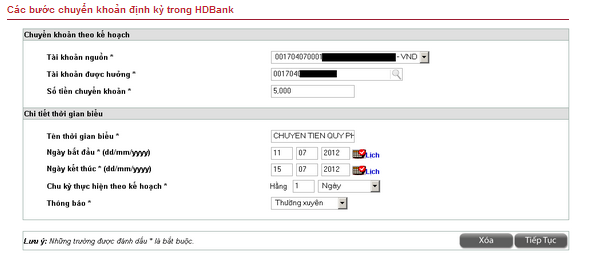 Các bước chuyển khoản định kỳ trong HDBank
Chuyển khoản theo kế hoạch
Tài khoản nguồn * 001704070001 - VND
Tài khoản được hưởng * 001704
Số tiền chuyển khoản * 5,000
Chi tiết thời gian biểu
Tên thời gian biểu * CHUYEN TIEN QUY PH
Ngày bắt đầu * (dd/mm/yyyy) 11 07 2012 Lịch
Ngày kết thúc * (dd/mm/yyyy) 15 07 2012 Lịch
Chu kỳ thực hiện theo kế hoạch * Hằng 1 Ngày
Thông báo * Thường xuyên
Lưu ý: Những trường được đánh dấu * là bắt buộc. Xóa Tiếp Tục